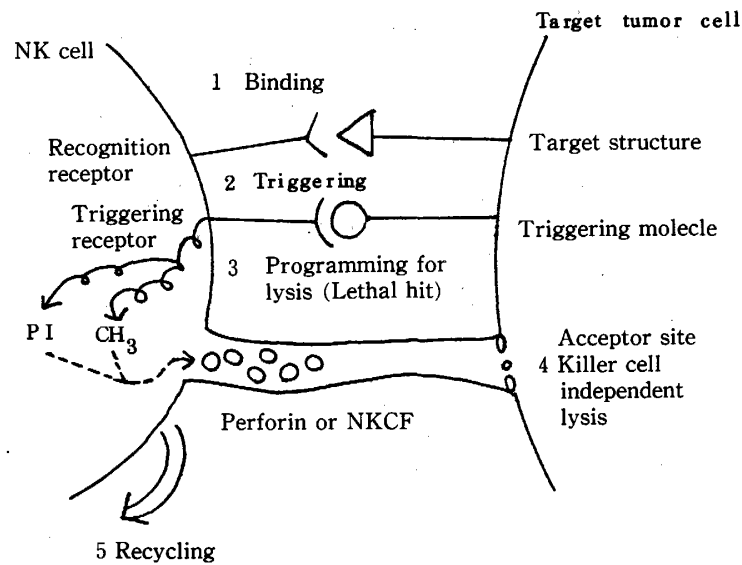 Target tumor cell
NK cell
1 Binding
Recognition
receptor
Target structure
2 Triggering
Triggering
receptor
Triggering molecle
3 Programming for
lysis (Lethal hit)
PI
CH3
Acceptor site
4 Killer cell
independent
lysis
Perforin or NKCF
5 Recycling